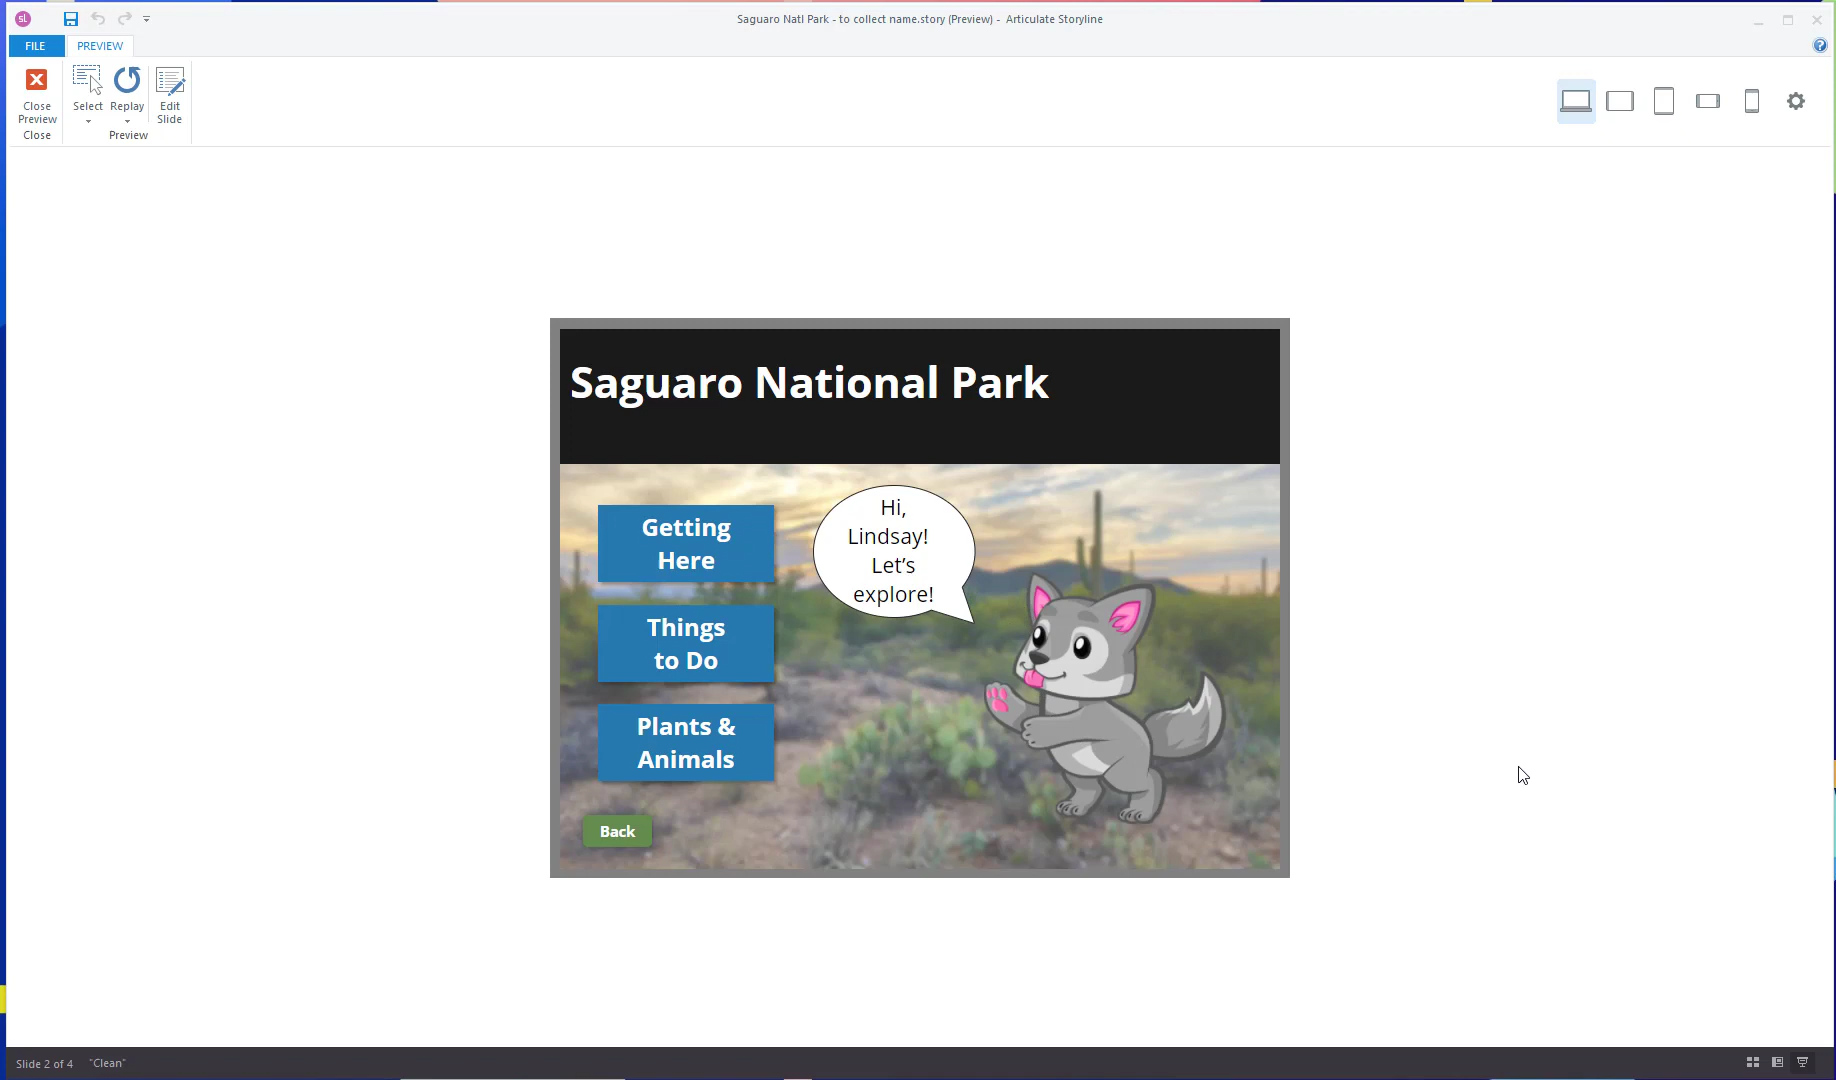 SL
Saguaro Natl Park - to collect name.story (Preview) - Articulate Storyline
FILE
PREVIEW
?
Close
Preview
Select
Replay
Edit
Slide
Close
Preview
Saguaro National Park
Getting
Here
Hi,
Lindsay!
Let’s
explore!
Things
to Do
Plants &
Animals
Back
Slide 2 of 4
"Clean"